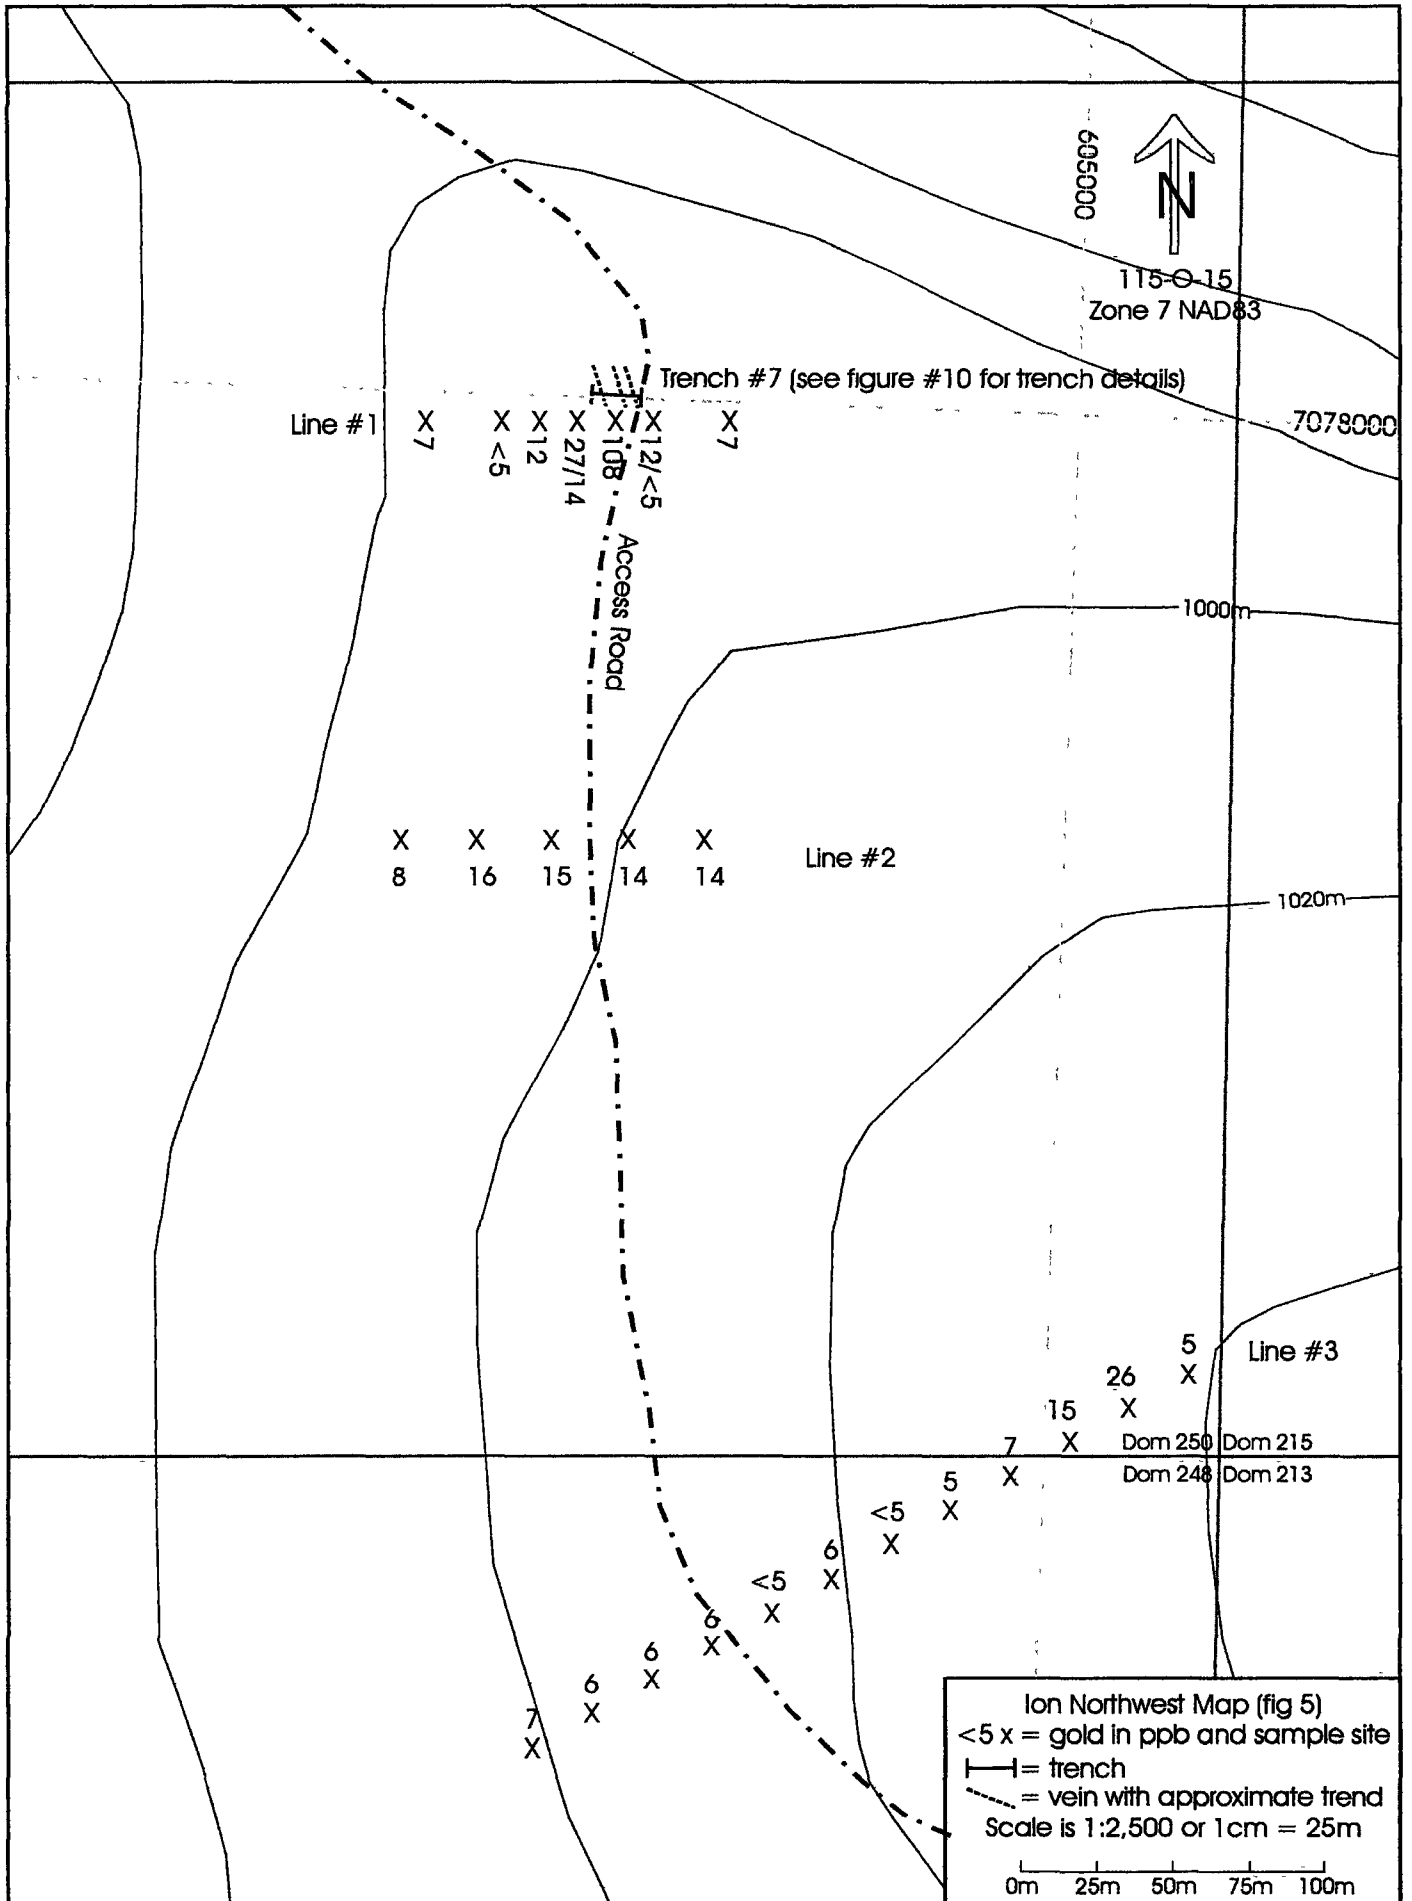 605000
N
115-O-15
Zone 7 NAD83
Trench #7 (see figure #10 for trench details)
7078000
Line #1
X X X X X X X
7 <5 12 27/14 108 12/<5 7
Access Road
1000m
X X X X X
8 16 15 14 14
Line #2
1020m
5
X
Line #3
26
X
15
X
Dom 250 Dom 215
7
X
Dom 248 Dom 213
5
X
<5
X
6
X
<5
X
6
X
6
X
6
X
7
X
Ion Northwest Map (fig 5)
<5 x = gold in ppb and sample site
= trench
= vein with approximate trend
Scale is 1:2,500 or 1cm = 25m
0m 25m 50m 75m 100m